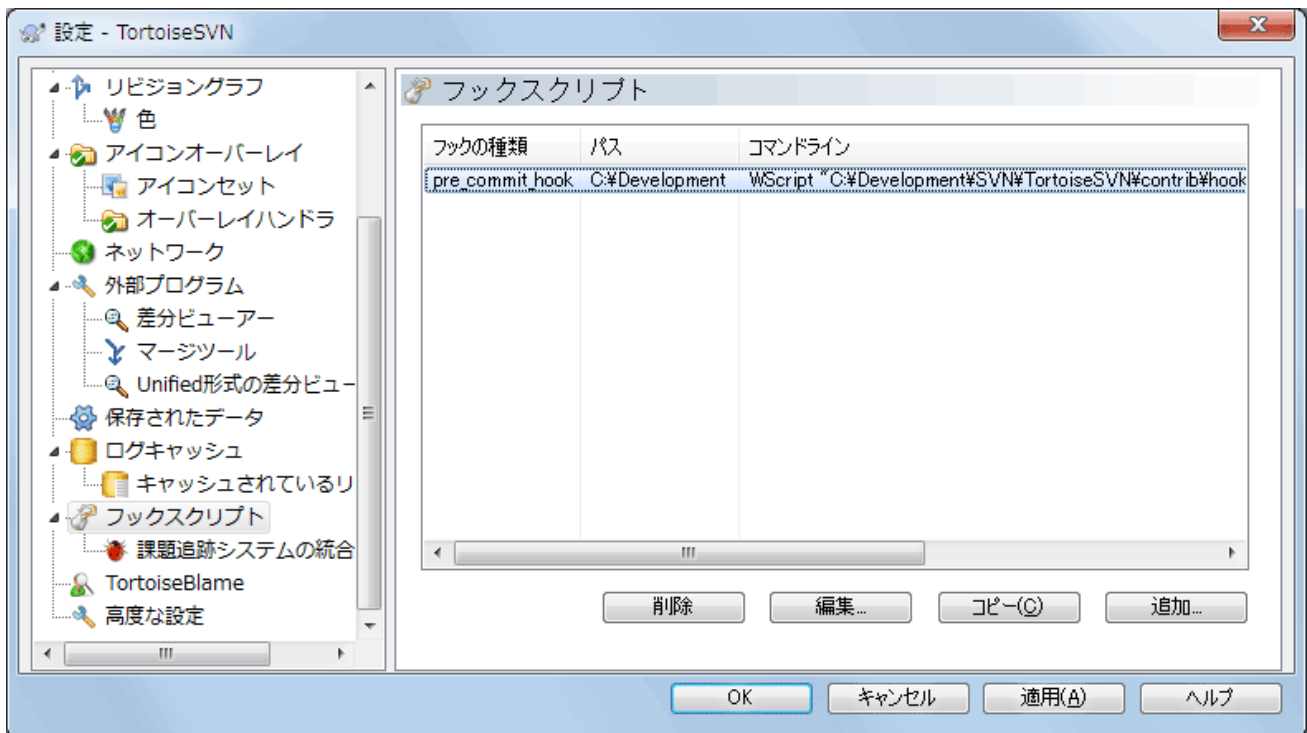 設定 - TortoiseSVN
リビジョングラフ
色
アイコンオーバーレイ
アイコンセット
オーバーレイハンドラ
ネットワーク
外部プログラム
差分ビューアー
マージツール
Unified形式の差分ビュー
保存されたデータ
ログキャッシュ
キャッシュされているリ
フックスクリプト
課題追跡システムの統合
TortoiseBlame
高度な設定
フックスクリプト
フックの種類 パス コマンドライン
pre_commit_hook C:¥Development WScript "C:¥Development¥SVN¥TortoiseSVN¥contrib¥hook
削除 編集... コピー(C) 追加...
OK キャンセル 適用(A) ヘルプ